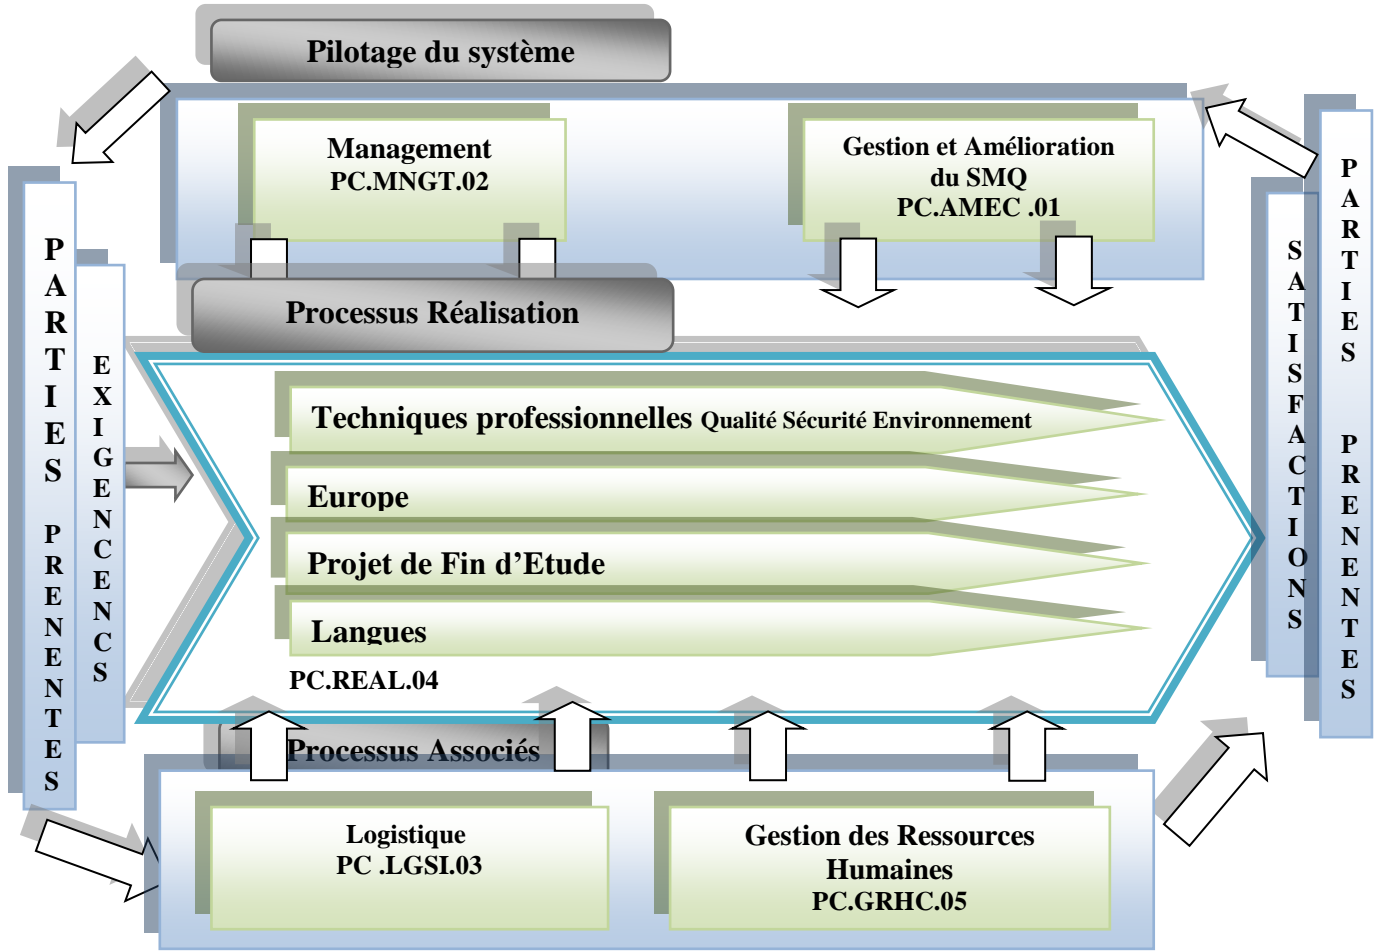 Pilotage du système
Management
PC.MNGT.02
Gestion et Amélioration
du SMQ
PC.AMEC .01
PARTIES PRENENTES
EXIGENCENCS
Processus Réalisation
Techniques professionnelles Qualité Sécurité Environnement
Europe
Projet de Fin d’Etude
Langues
PC.REAL.04
SATISFACTIONS
PARTIES PRENENTES
Processus Associés
Logistique
PC .LGSI.03
Gestion des Ressources
Humaines
PC.GRHC.05